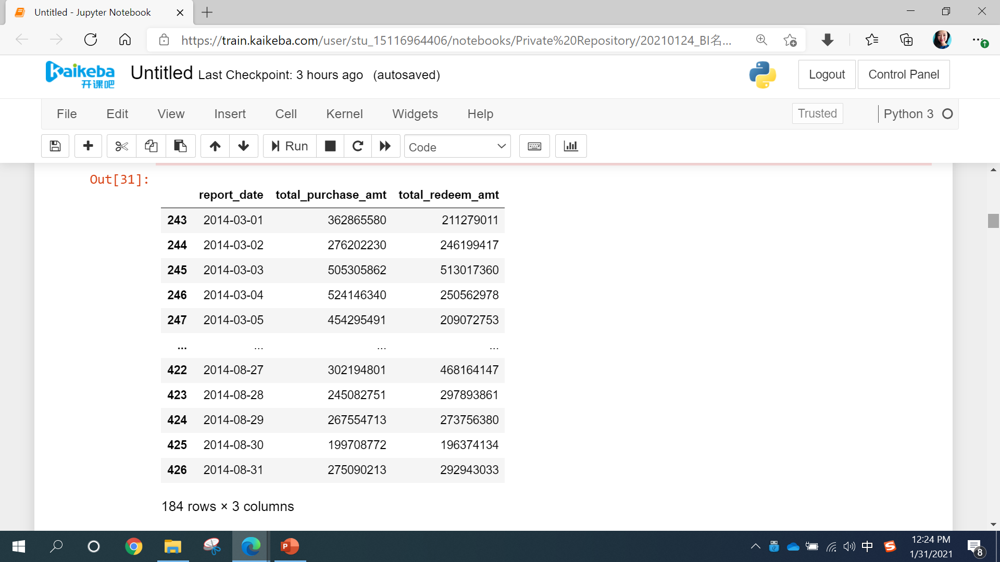 Untitled - Jupyter Notebook
https://train.kaikeba.com/user/stu_15116964406/notebooks/Private%20Repository/20210124_BI名...
Kaikeba
开课吧
Untitled Last Checkpoint: 3 hours ago (autosaved)
Logout
Control Panel
File Edit View Insert Cell Kernel Widgets Help
Trusted
Python 3
Run
Code
Out[31]:
report_date total_purchase_amt total_redeem_amt
243 2014-03-01 362865580 211279011
244 2014-03-02 276202230 246199417
245 2014-03-03 505305862 513017360
246 2014-03-04 524146340 250562978
247 2014-03-05 454295491 209072753
... ... ... ...
422 2014-08-27 302194801 468164147
423 2014-08-28 245082751 297893861
424 2014-08-29 267554713 273756380
425 2014-08-30 199708772 196374134
426 2014-08-31 275090213 292943033
184 rows × 3 columns
P
中
S
12:24 PM
1/31/2021
8